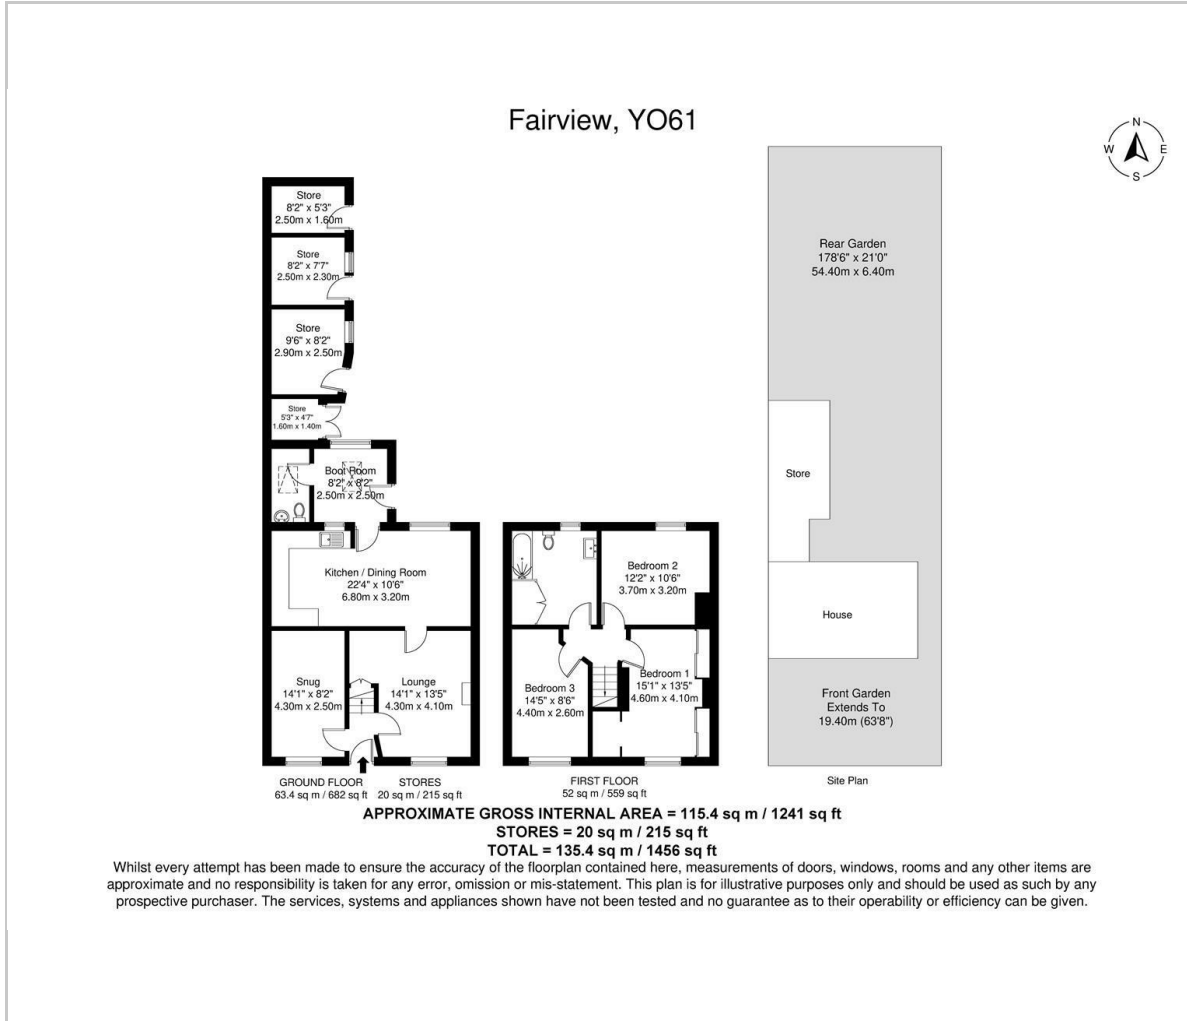 Fairview, YO61
N
W E
S
Store
8'2" x 5'3"
2.50m x 1.60m
Store
8'2" x 7'7"
2.50m x 2.30m
Store
9'6" x 8'2"
2.90m x 2.50m
Store
5'3" x 4'7"
1.60m x 1.40m
Boot Room
8'2" x 8'2"
2.50m x 2.50m
Kitchen / Dining Room
22'4" x 10'6"
6.80m x 3.20m
Snug
14'1" x 8'2"
4.30m x 2.50m
Lounge
14'1" x 13'5"
4.30m x 4.10m
GROUND FLOOR
63.4 sq m / 682 sq ft
STORES
20 sq m / 215 sq ft
Bedroom 2
12'2" x 10'6"
3.70m x 3.20m
Bedroom 3
14'5" x 8'6"
4.40m x 2.60m
Bedroom 1
15'1" x 13'5"
4.60m x 4.10m
FIRST FLOOR
52 sq m / 559 sq ft
Rear Garden
178'6" x 21'0"
54.40m x 6.40m
Store
House
Front Garden
Extends To
19.40m (63'8")
Site Plan
APPROXIMATE GROSS INTERNAL AREA = 115.4 sq m / 1241 sq ft
STORES = 20 sq m / 215 sq ft
TOTAL = 135.4 sq m / 1456 sq ft
Whilst every attempt has been made to ensure the accuracy of the floorplan contained here, measurements of doors, windows, rooms and any other items are
approximate and no responsibility is taken for any error, omission or mis-statement. This plan is for illustrative purposes only and should be used as such by any
prospective purchaser. The services, systems and appliances shown have not been tested and no guarantee as to their operability or efficiency can be given.